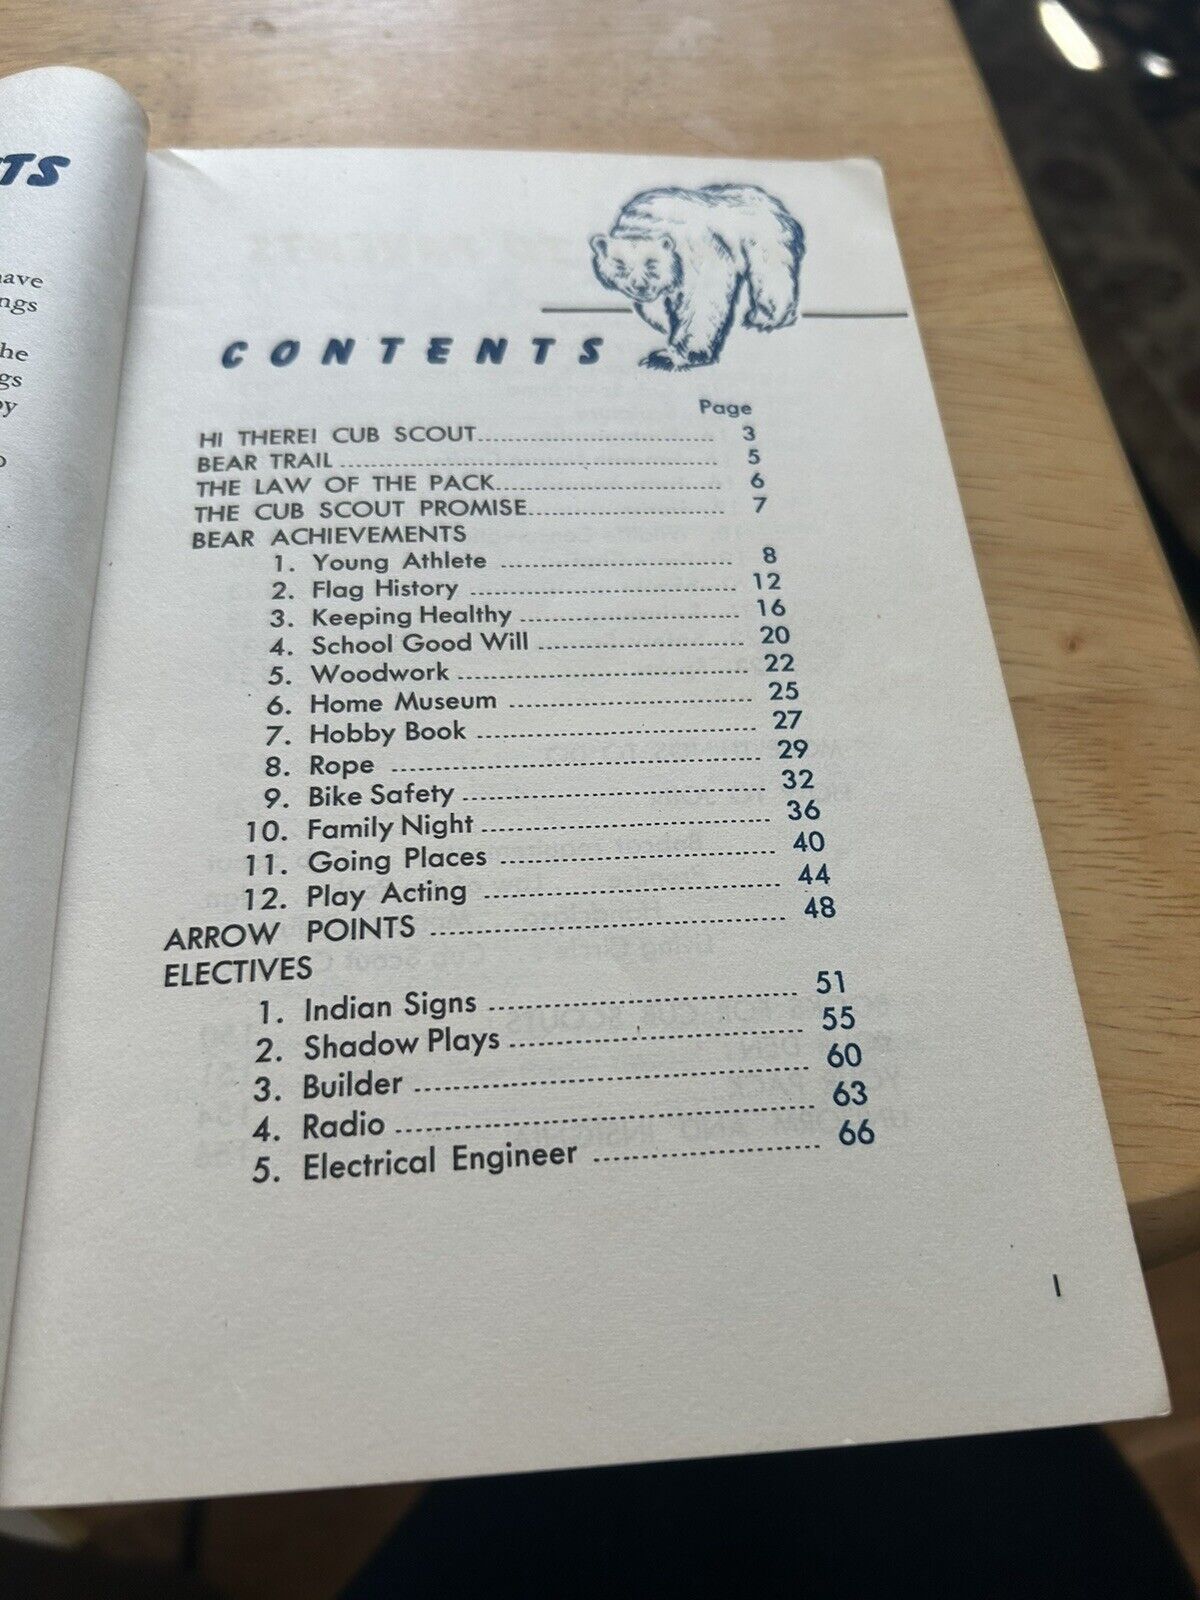 TS
have
ngs
he
gs
by
o
CONTENTS
Page
HI THERE! CUB SCOUT 3
BEAR TRAIL 5
THE LAW OF THE PACK 6
THE CUB SCOUT PROMISE 7
BEAR ACHIEVEMENTS
1. Young Athlete 8
2. Flag History 12
3. Keeping Healthy 16
4. School Good Will 20
5. Woodwork 22
6. Home Museum 25
7. Hobby Book 27
8. Rope 29
9. Bike Safety 32
10. Family Night 36
11. Going Places 40
12. Play Acting 44
ARROW POINTS 48
ELECTIVES
1. Indian Signs 51
2. Shadow Plays 55
3. Builder 60
4. Radio 63
5. Electrical Engineer 66
1